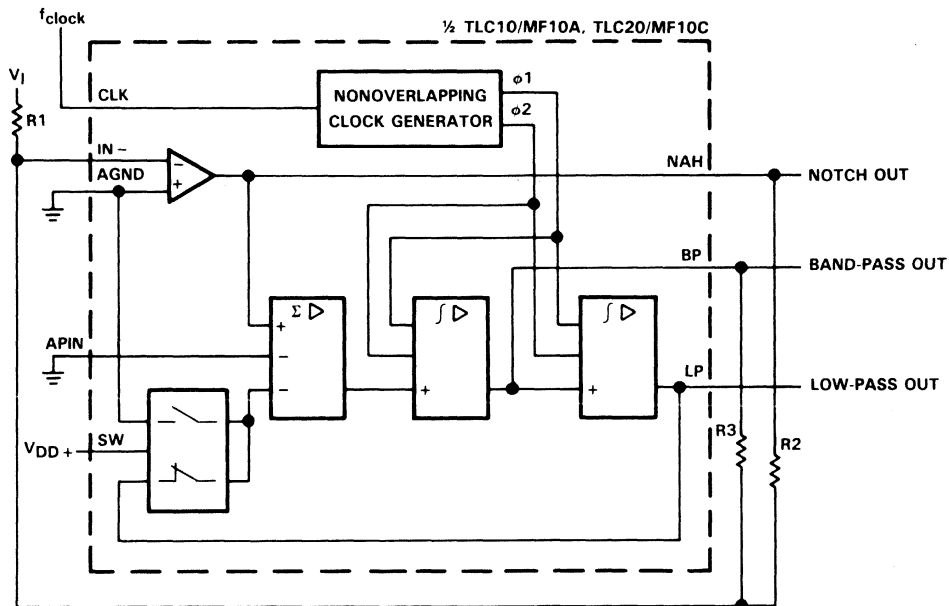 f clock
½ TLC10/MF10A, TLC20/MF10C
VI
CLK
NONOVERLAPPING
CLOCK GENERATOR
ϕ1
ϕ2
R1
IN −
AGND
−
+
NAH
NOTCH OUT
BP
BAND-PASS OUT
Σ ▷
∫ ▷
∫ ▷
+
APIN
−
−
+
+
LP
LOW-PASS OUT
VDD +
SW
R3
R2